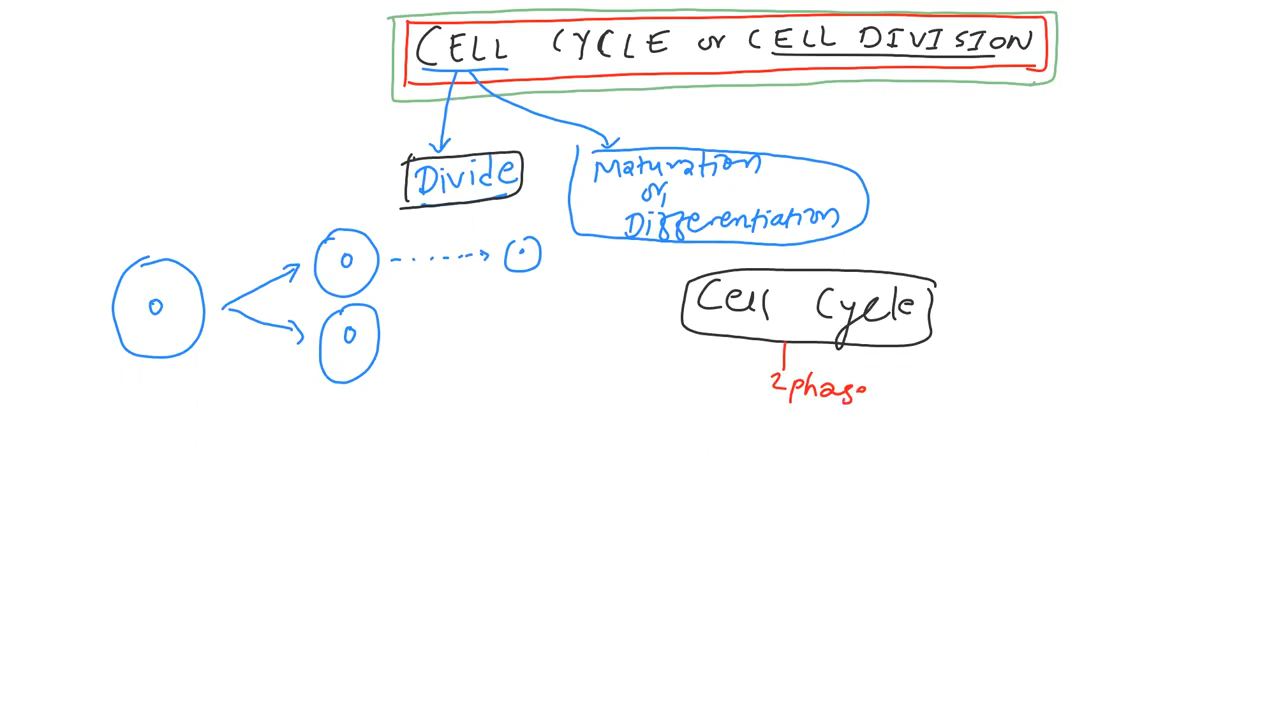 CELL CYCLE or CELL DIVISION
Divide
Maturation
or,
Differentiation
Cell Cycle
2 phase